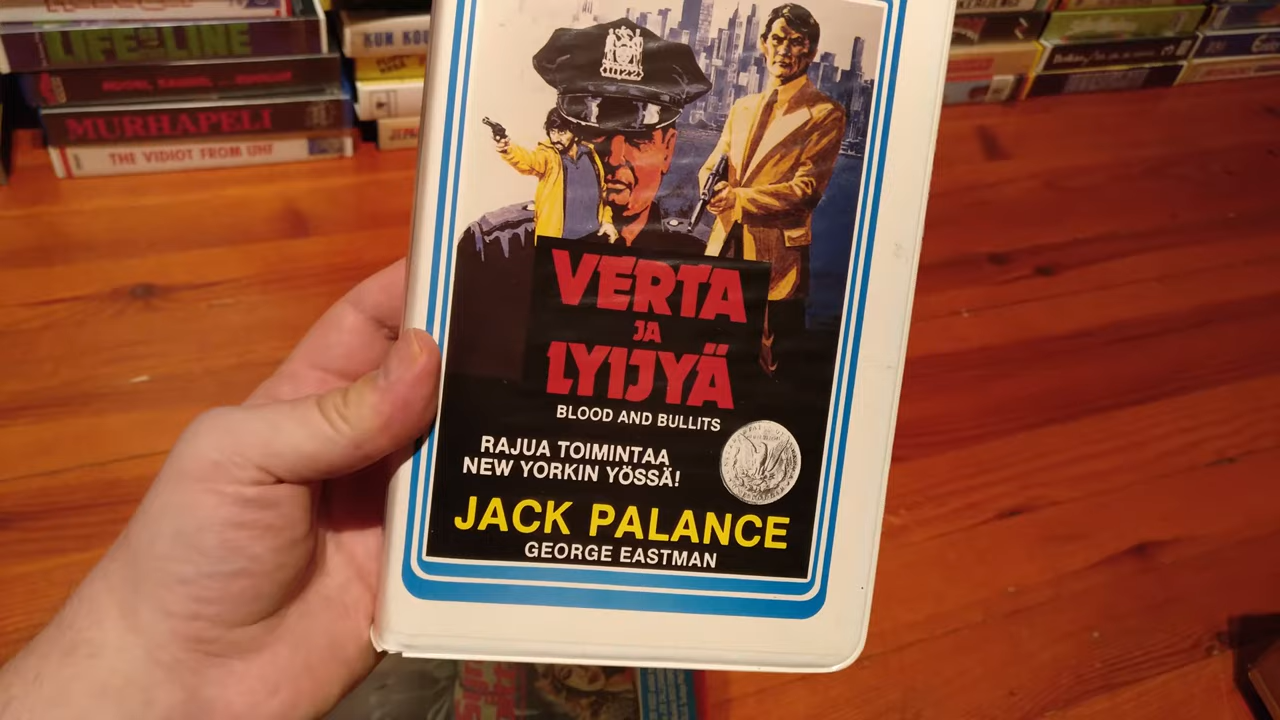 LIFE LINE
MURHAPELI
THE VIDIOT FROM UHF
VERTA
JA
LYIJYÄ
BLOOD AND BULLITS
RAJUA TOIMINTAA
NEW YORKIN YÖSSÄ!
JACK PALANCE
GEORGE EASTMAN